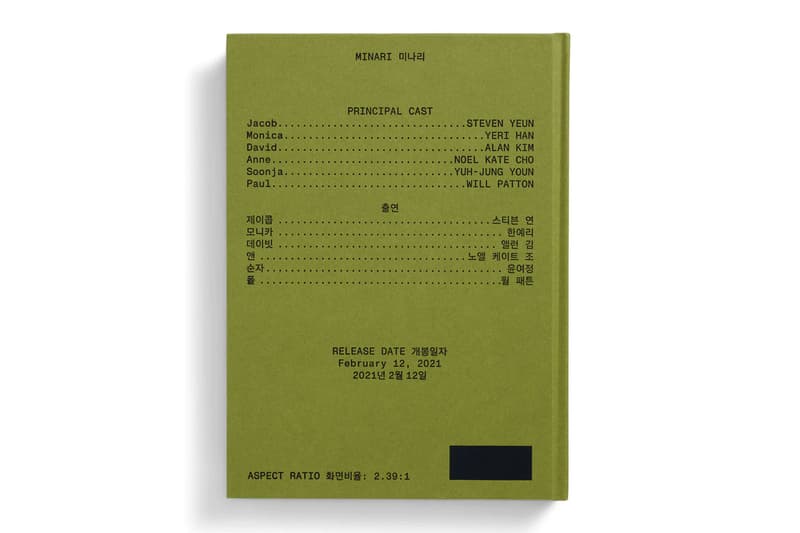 MINARI 미나리
PRINCIPAL CAST
Jacob...............................STEVEN YEUN
Monica.................................YERI HAN
David..................................ALAN KIM
Anne..............................NOEL KATE CHO
Soonja............................YUH-JUNG YOUN
Paul................................WILL PATTON
출연
제이콥 ...................................스티븐 연
모니카 .....................................한예리
데이빗 ....................................앨런 김
앤 ..................................노엘 케이트 조
순자.......................................윤여정
폴 .......................................윌 패튼
RELEASE DATE 개봉일자
February 12, 2021
2021년 2월 12일
ASPECT RATIO 화면비율: 2.39:1